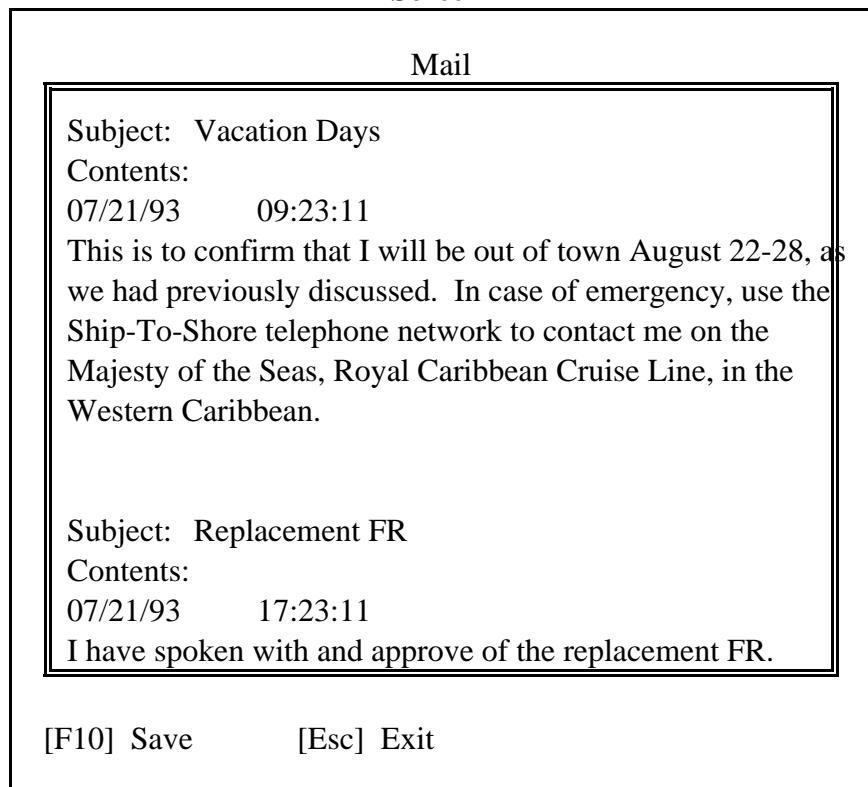 Mail
Subject: Vacation Days
Contents:
07/21/93 09:23:11
This is to confirm that I will be out of town August 22-28, as
we had previously discussed. In case of emergency, use the
Ship-To-Shore telephone network to contact me on the
Majesty of the Seas, Royal Caribbean Cruise Line, in the
Western Caribbean.
Subject: Replacement FR
Contents:
07/21/93 17:23:11
I have spoken with and approve of the replacement FR.
[F10] Save [Esc] Exit